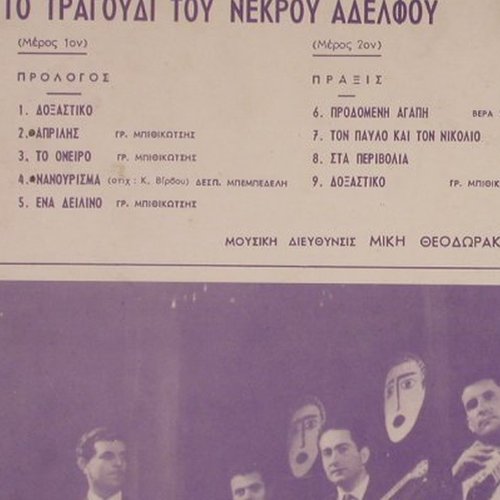 ΤΟ ΤΡΑΓΟΥΔΙ ΤΟΥ ΝΕΚΡΟΥ ΑΔΕΛΦΟΥ
(Μέρος 1ον)
ΠΡΟΛΟΓΟΣ
1. ΔΟΞΑΣΤΙΚΟ
2. ΑΠΡΙΛΗΣ ΓΡ. ΜΠΙΘΙΚΩΤΣΗΣ
3. ΤΟ ΟΝΕΙΡΟ ΓΡ. ΜΠΙΘΙΚΩΤΣΗΣ
4. ΝΑΝΟΥΡΙΣΜΑ (στιχ: Κ. Βίρβου) ΔΕΣΠ. ΜΠΕΜΠΕΔΕΛΗ
5. ΕΝΑ ΔΕΙΛΙΝΟ ΓΡ. ΜΠΙΘΙΚΩΤΣΗΣ
(Μέρος 2ον)
ΠΡΑΞΙΣ
6. ΠΡΟΔΟΜΕΝΗ ΑΓΑΠΗ ΒΕΡΑ
7. ΤΟΝ ΠΑΥΛΟ ΚΑΙ ΤΟΝ ΝΙΚΟΛΙΟ
8. ΣΤΑ ΠΕΡΙΒΟΛΙΑ
9. ΔΟΞΑΣΤΙΚΟ ΓΡ. ΜΠΙΘΙΚ
ΜΟΥΣΙΚΗ ΔΙΕΥΘΥΝΣΙΣ ΜΙΚΗ ΘΕΟΔΩΡΑΚ